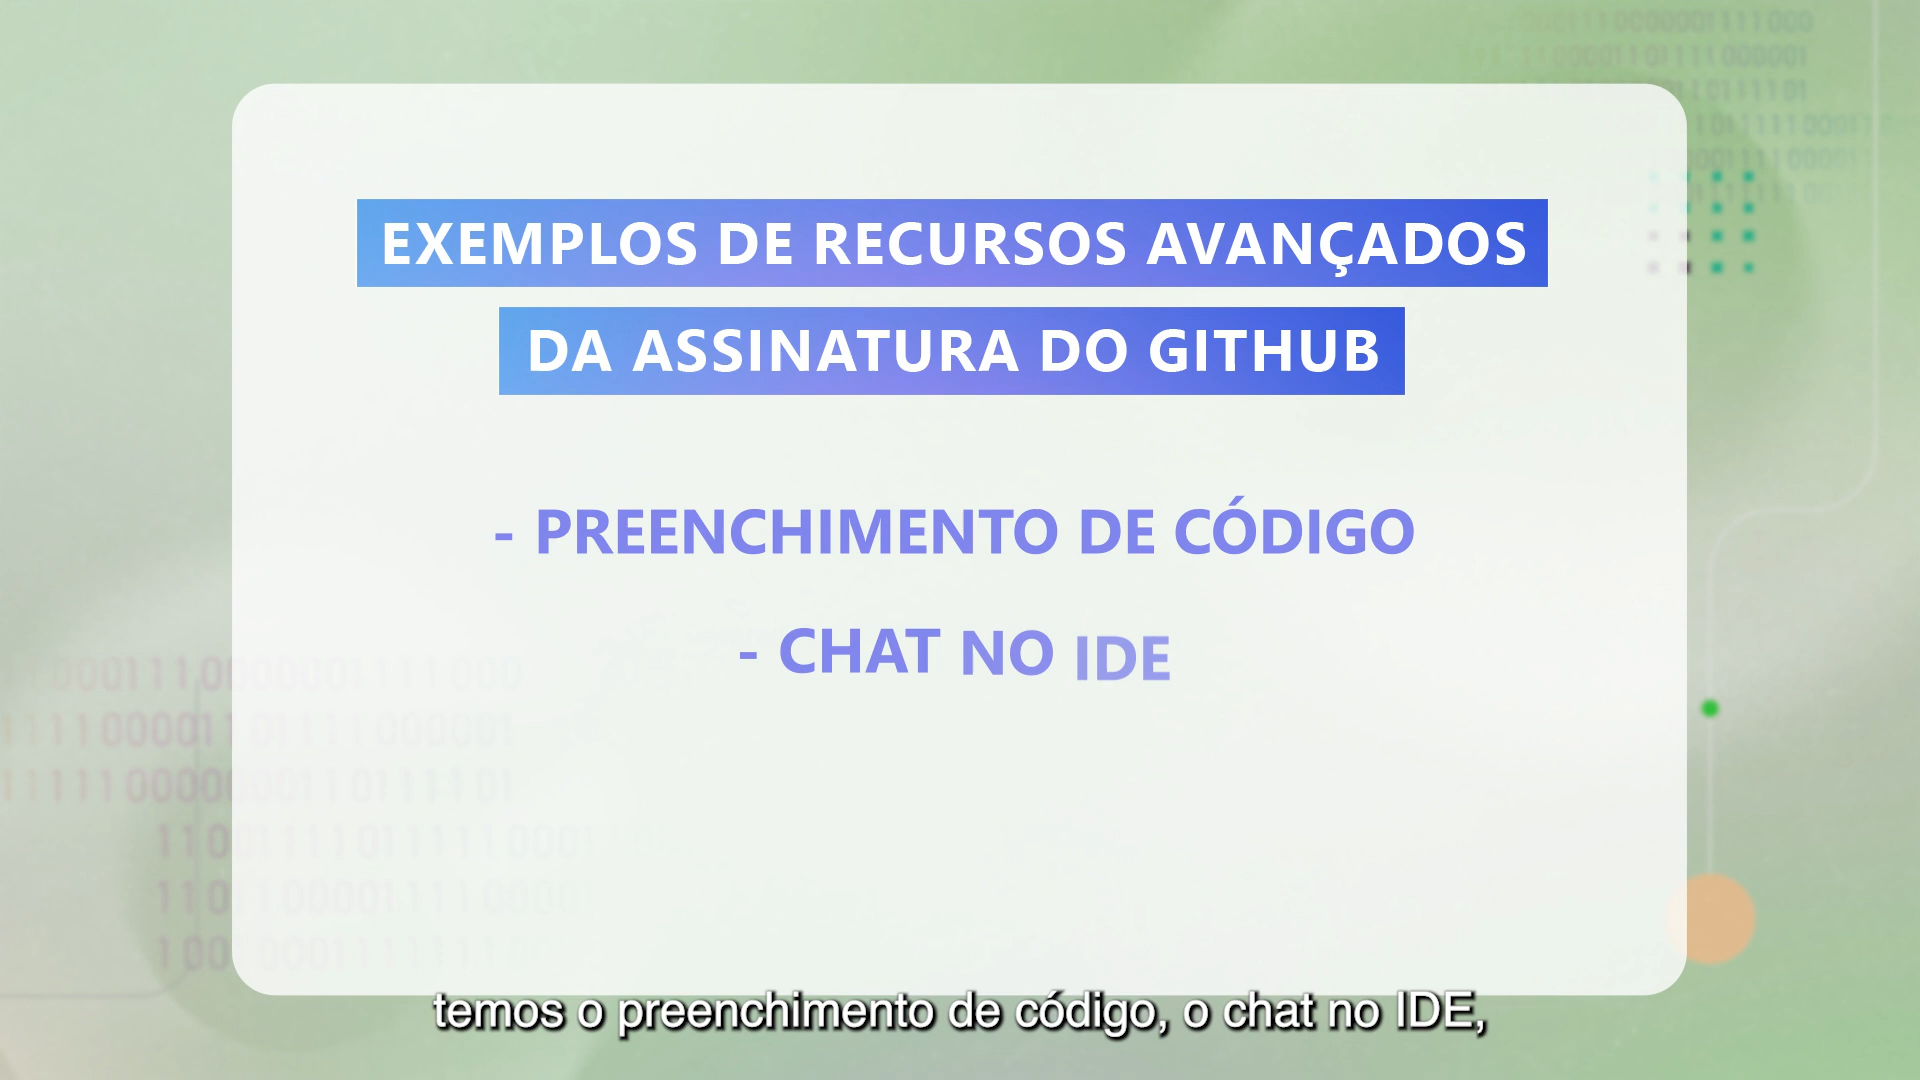 EXEMPLOS DE RECURSOS AVANÇADOS
DA ASSINATURA DO GITHUB
- PREENCHIMENTO DE CÓDIGO
- CHAT NO IDE
temos o preenchimento de código, o chat no IDE,